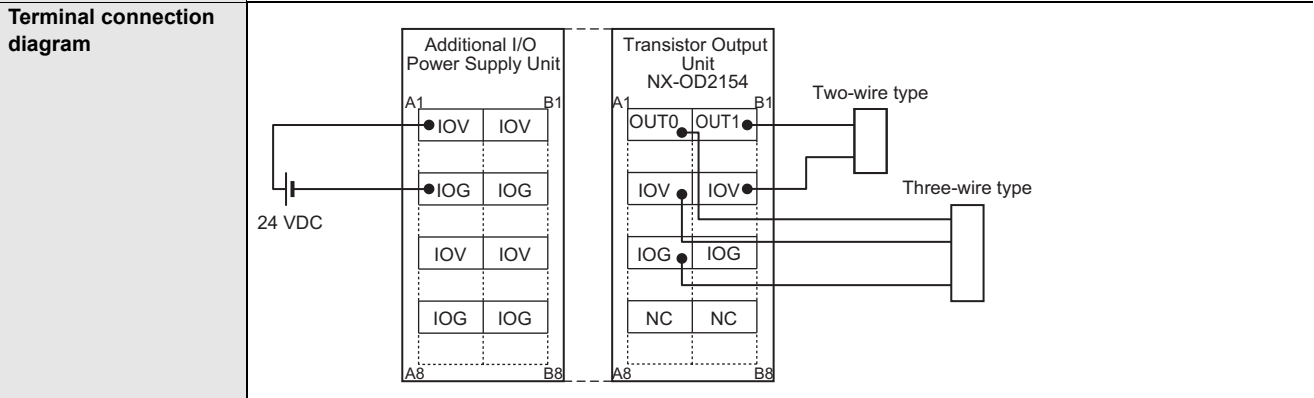 Terminal connection
diagram
Additional I/O
Power Supply Unit
A1
B1
IOV
IOV
IOG
IOG
IOV
IOV
IOG
IOG
A8
B8
24 VDC
Transistor Output
Unit
NX-OD2154
A1
B1
OUT0
OUT1
IOV
IOV
IOG
IOG
NC
NC
A8
B8
Two-wire type
Three-wire type